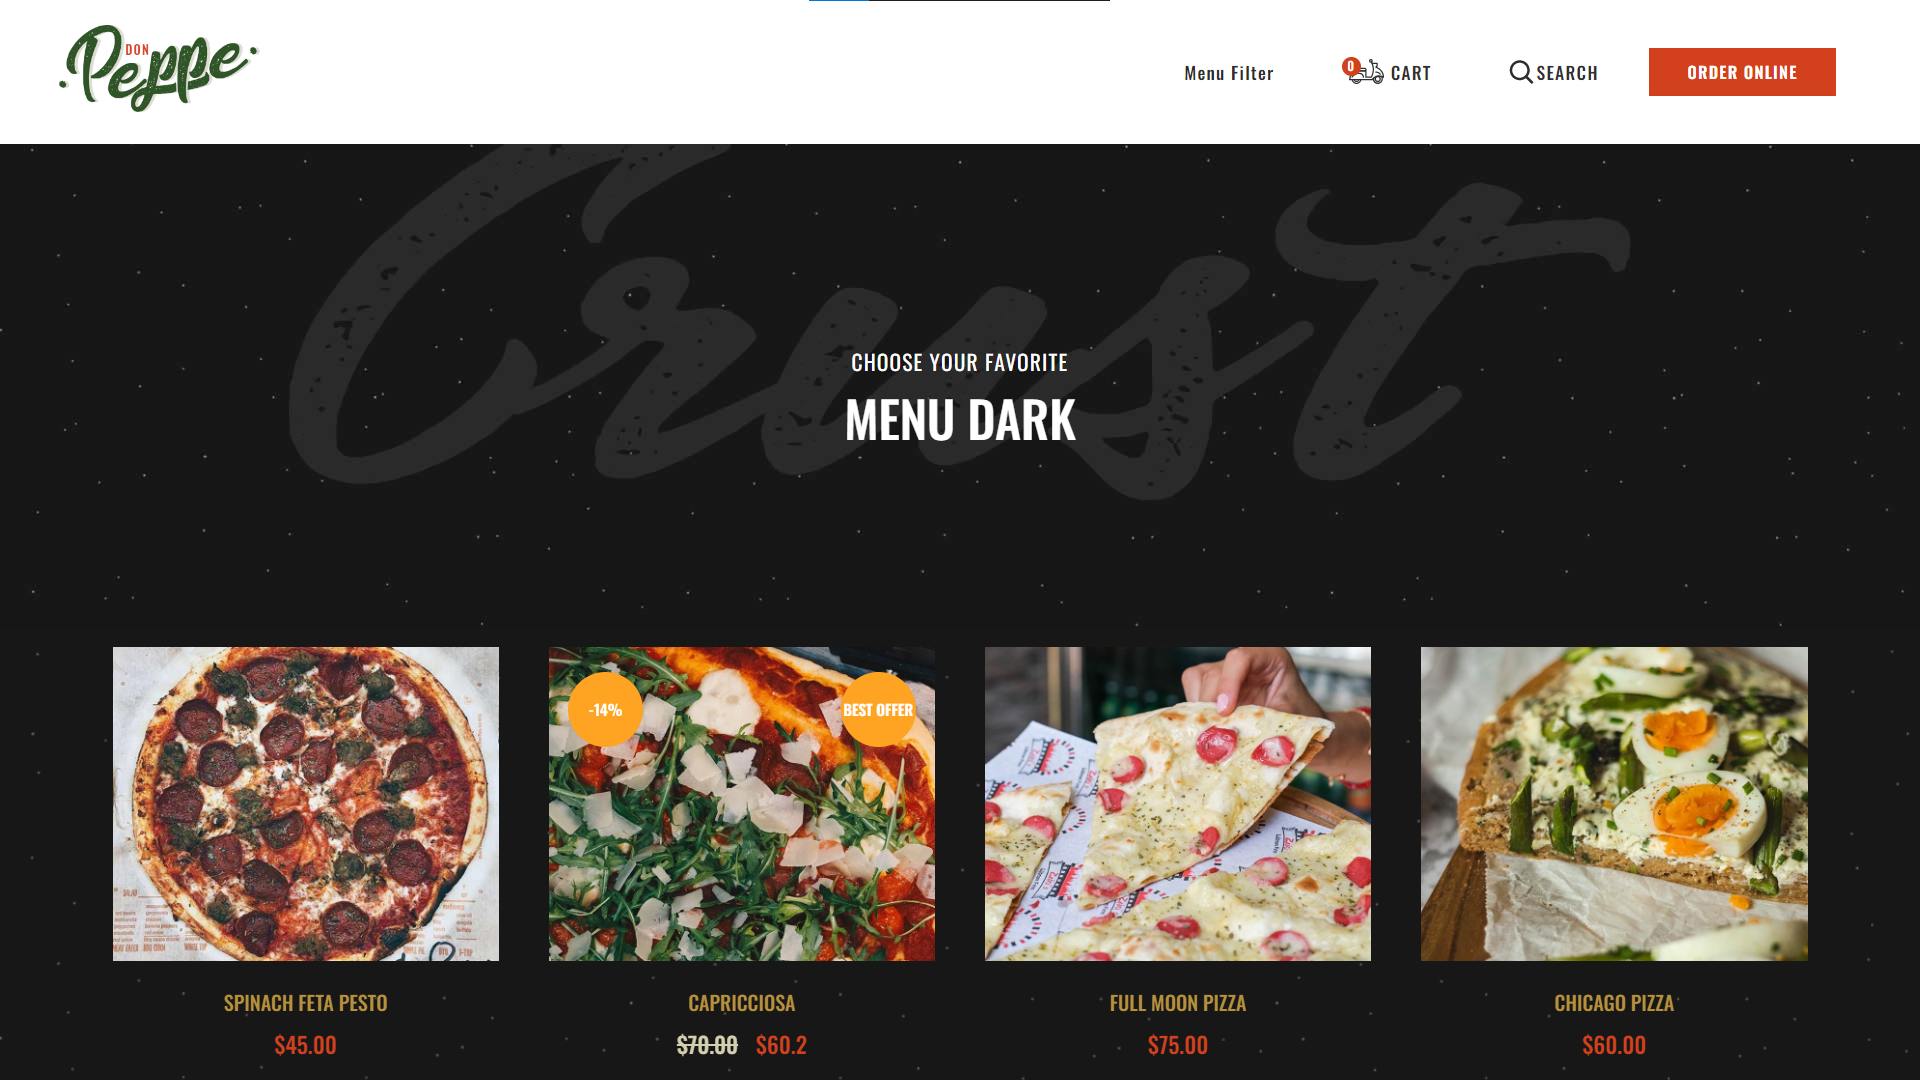 DON
Peppe
Menu Filter
0
CART
SEARCH
ORDER ONLINE
Crust
CHOOSE YOUR FAVORITE
MENU DARK
-14%
BEST OFFER
SPINACH FETA PESTO
CAPRICCIOSA
FULL MOON PIZZA
CHICAGO PIZZA
$45.00
$70.00 $60.2
$75.00
$60.00